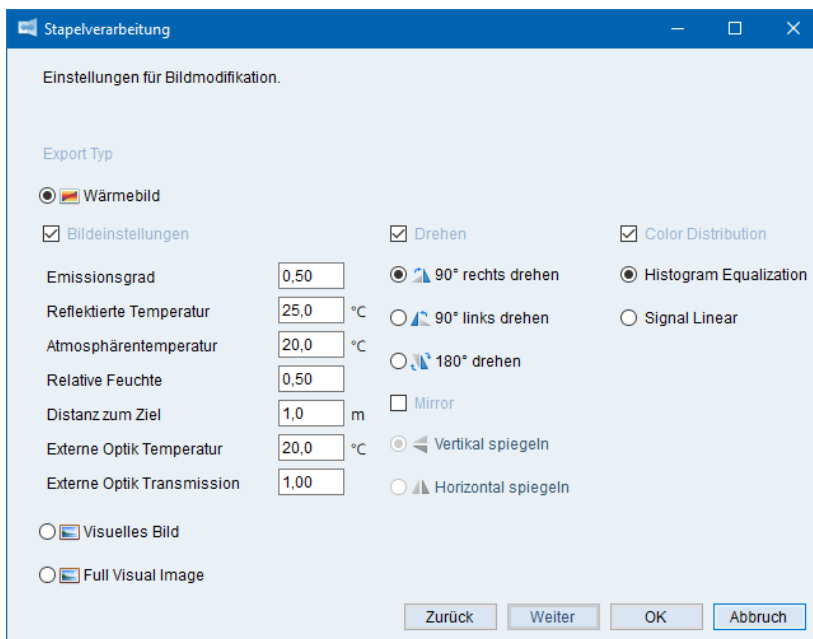 Stapelverarbeitung
Einstellungen für Bildmodifikation.
Export Typ
Wärmebild
Bildeinstellungen
Emissionsgrad 0,50
Reflektierte Temperatur 25,0 °C
Atmosphärentemperatur 20,0 °C
Relative Feuchte 0,50
Distanz zum Ziel 1,0 m
Externe Optik Temperatur 20,0 °C
Externe Optik Transmission 1,00
Drehen
90° rechts drehen
90° links drehen
180° drehen
Mirror
Vertikal spiegeln
Horizontal spiegeln
Color Distribution
Histogram Equalization
Signal Linear
Visuelles Bild
Full Visual Image
Zurück Weiter OK Abbruch